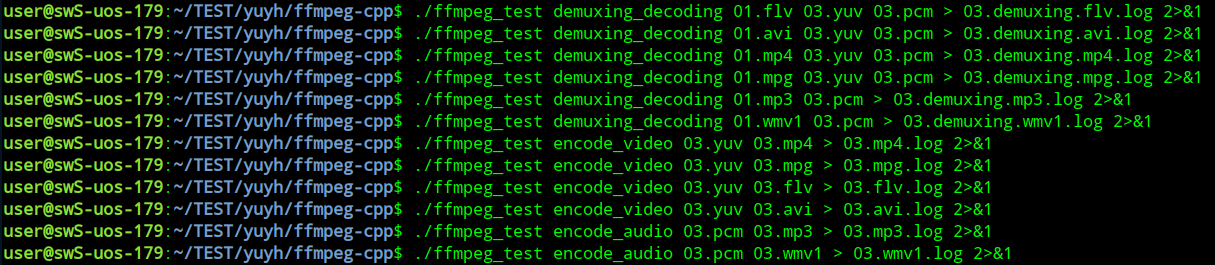 user@swS-uos-179:~/TEST/yuyh/ffmpeg-cpp$ ./ffmpeg_test demuxing_decoding 01.flv 03.yuv 03.pcm > 03.demuxing.flv.log 2>&1
user@swS-uos-179:~/TEST/yuyh/ffmpeg-cpp$ ./ffmpeg_test demuxing_decoding 01.avi 03.yuv 03.pcm > 03.demuxing.avi.log 2>&1
user@swS-uos-179:~/TEST/yuyh/ffmpeg-cpp$ ./ffmpeg_test demuxing_decoding 01.mp4 03.yuv 03.pcm > 03.demuxing.mp4.log 2>&1
user@swS-uos-179:~/TEST/yuyh/ffmpeg-cpp$ ./ffmpeg_test demuxing_decoding 01.mpg 03.yuv 03.pcm > 03.demuxing.mpg.log 2>&1
user@swS-uos-179:~/TEST/yuyh/ffmpeg-cpp$ ./ffmpeg_test demuxing_decoding 01.mp3 03.pcm > 03.demuxing.mp3.log 2>&1
user@swS-uos-179:~/TEST/yuyh/ffmpeg-cpp$ ./ffmpeg_test demuxing_decoding 01.wmv1 03.pcm > 03.demuxing.wmv1.log 2>&1
user@swS-uos-179:~/TEST/yuyh/ffmpeg-cpp$ ./ffmpeg_test encode_video 03.yuv 03.mp4 > 03.mp4.log 2>&1
user@swS-uos-179:~/TEST/yuyh/ffmpeg-cpp$ ./ffmpeg_test encode_video 03.yuv 03.mpg > 03.mpg.log 2>&1
user@swS-uos-179:~/TEST/yuyh/ffmpeg-cpp$ ./ffmpeg_test encode_video 03.yuv 03.flv > 03.flv.log 2>&1
user@swS-uos-179:~/TEST/yuyh/ffmpeg-cpp$ ./ffmpeg_test encode_video 03.yuv 03.avi > 03.avi.log 2>&1
user@swS-uos-179:~/TEST/yuyh/ffmpeg-cpp$ ./ffmpeg_test encode_audio 03.pcm 03.mp3 > 03.mp3.log 2>&1
user@swS-uos-179:~/TEST/yuyh/ffmpeg-cpp$ ./ffmpeg_test encode_audio 03.pcm 03.wmv1 > 03.wmv1.log 2>&1